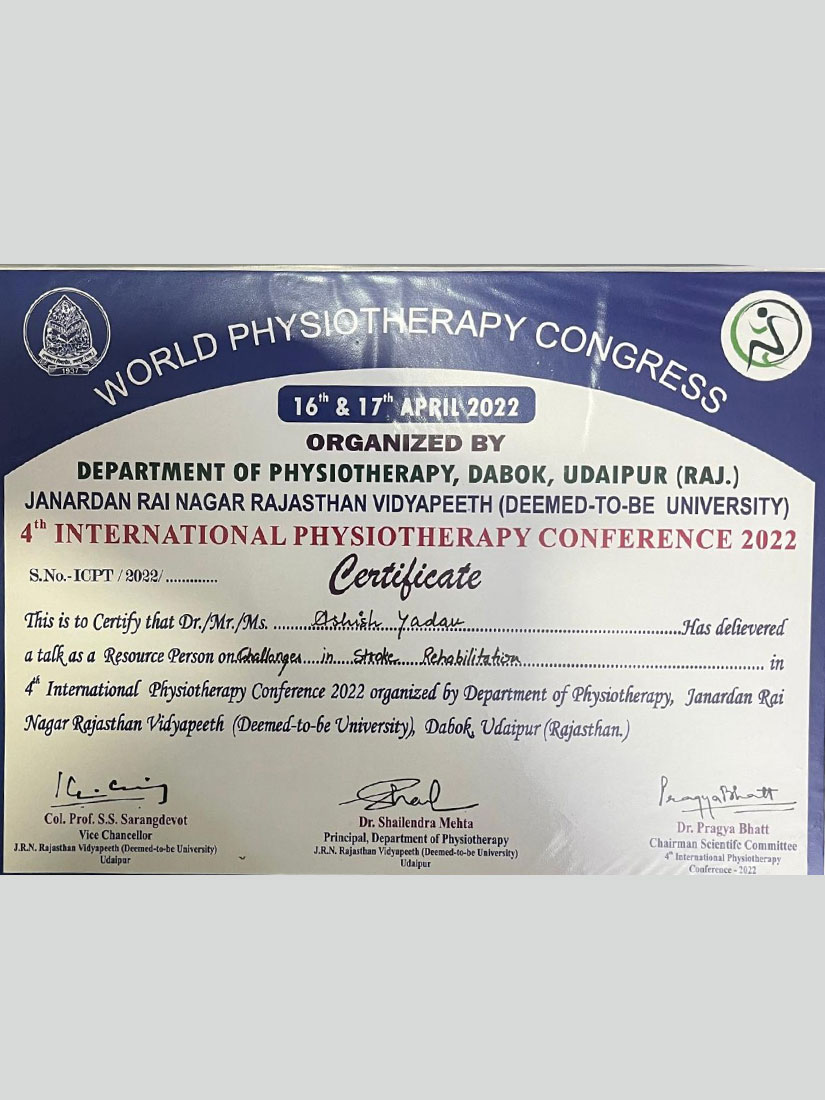 WORLD PHYSIOTHERAPY CONGRESS
1937
16th & 17th APRIL 2022
ORGANIZED BY
DEPARTMENT OF PHYSIOTHERAPY, DABOK, UDAIPUR (RAJ.)
JANARDAN RAI NAGAR RAJASTHAN VIDYAPEETH (DEEMED-TO-BE UNIVERSITY)
4th INTERNATIONAL PHYSIOTHERAPY CONFERENCE 2022
S.No.-ICPT / 2022/ .............
Certificate
This is to Certify that Dr./Mr./Ms. ........Ashish Yadav........Has delievered
a talk as a Resource Person on Challanges in Stroke Rehabilitation........ in
4th International Physiotherapy Conference 2022 organized by Department of Physiotherapy, Janardan Rai
Nagar Rajasthan Vidyapeeth (Deemed-to-be University), Dabok, Udaipur (Rajasthan.)
Pragya Bhatt
Col. Prof. S.S. Sarangdevot
Vice Chancellor
J.R.N. Rajasthan Vidyapeeth (Deemed-to-be University)
Udaipur
Dr. Shailendra Mehta
Principal, Department of Physiotherapy
J.R.N. Rajasthan Vidyapeeth (Deemed-to-be University)
Udaipur
Dr. Pragya Bhatt
Chairman Scientifc Committee
4th International Physiotherapy
Conference - 2022